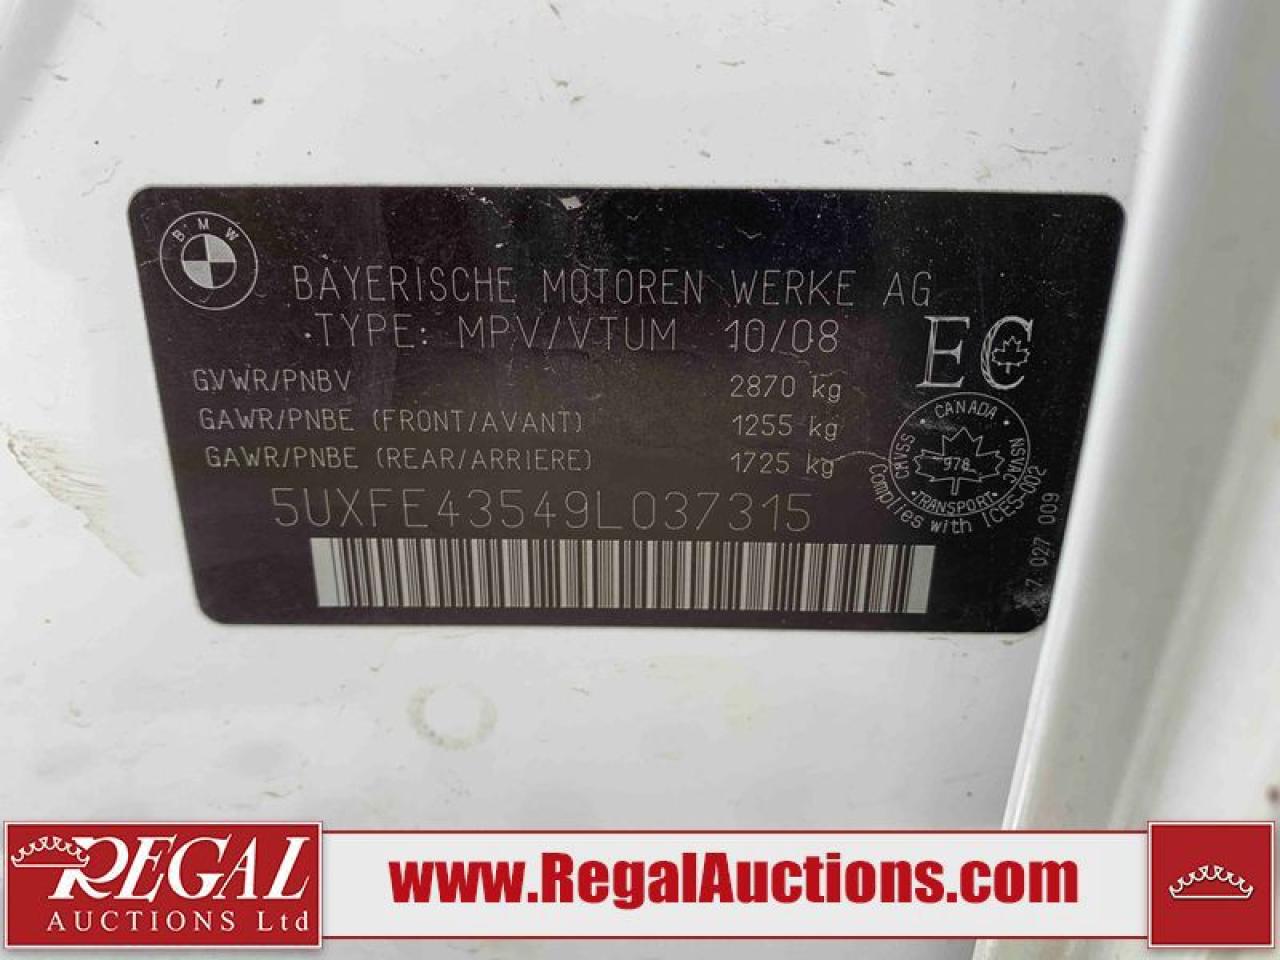 BMW
BAYERISCHE MOTOREN WERKE AG
TYPE: MPV/VTUM 10/08
GVWR/PNBV 2870 kg
GAWR/PNBE (FRONT/AVANT) 1255 kg
GAWR/PNBE (REAR/ARRIERE) 1725 kg
5UXFE43549L037315
EC
CANADA
CMVSS 978 NSVAC
TRANSPORT
Complies with ICES-002
7 027 009
REGAL
AUCTIONS Ltd
www.RegalAuctions.com